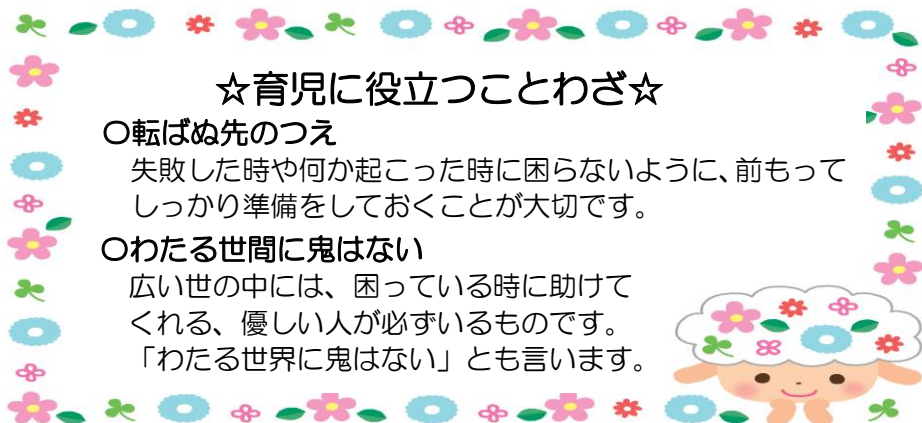 ☆育児に役立つことわざ☆
〇転ばぬ先のつえ
失敗した時や何か起こった時に困らないように、前もって
しっかり準備をしておくことが大切です。
〇わたる世間に鬼はない
広い世の中には、困っている時に助けて
くれる、優しい人が必ずいるものです。
「わたる世界に鬼はない」とも言います。